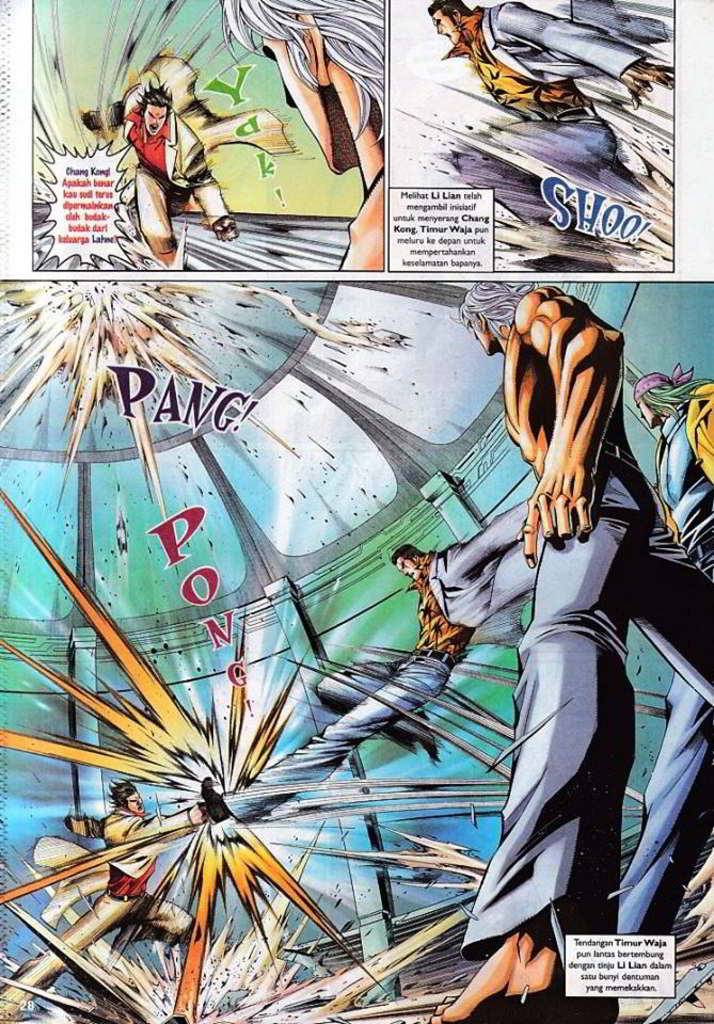 Yaak!
Chang Kong!
Apakah benar
kau sudi terus
dipermainkan
oleh budak-
budak dari
keluarga Lahne
Melihat Li Lian telah
mengambil inisiatif
untuk menyerang Chang
Kong, Timur Waja pun
meluru ke depan untuk
mempertahankan
keselamatan bapanya.
SHOO!
PANG!
PONG!
Tendangan Timur Waja
pun lantas bertembung
dengan tinju Li Lian dalam
satu bunyi dentuman
yang memekakkan.
28